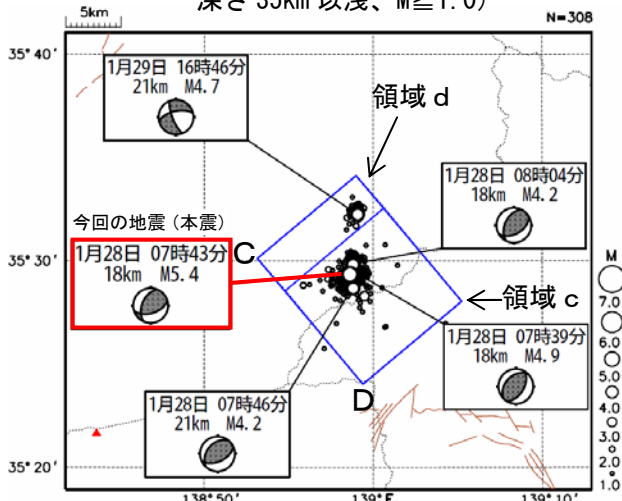 深さ 35km 以浅、M≧1.0)
5km
N=308
35°40′
1月29日 16時46分
21km M4.7
領域 d
1月28日 08時04分
18km M4.2
今回の地震(本震)
1月28日 07時43分
18km M5.4
C
35°30′
領域 c
M
7.0
6.0
5.0
4.0
3.0
2.0
1.0
1月28日 07時39分
18km M4.9
D
1月28日 07時46分
21km M4.2
35°20′
138°50′
139°E
139°10′